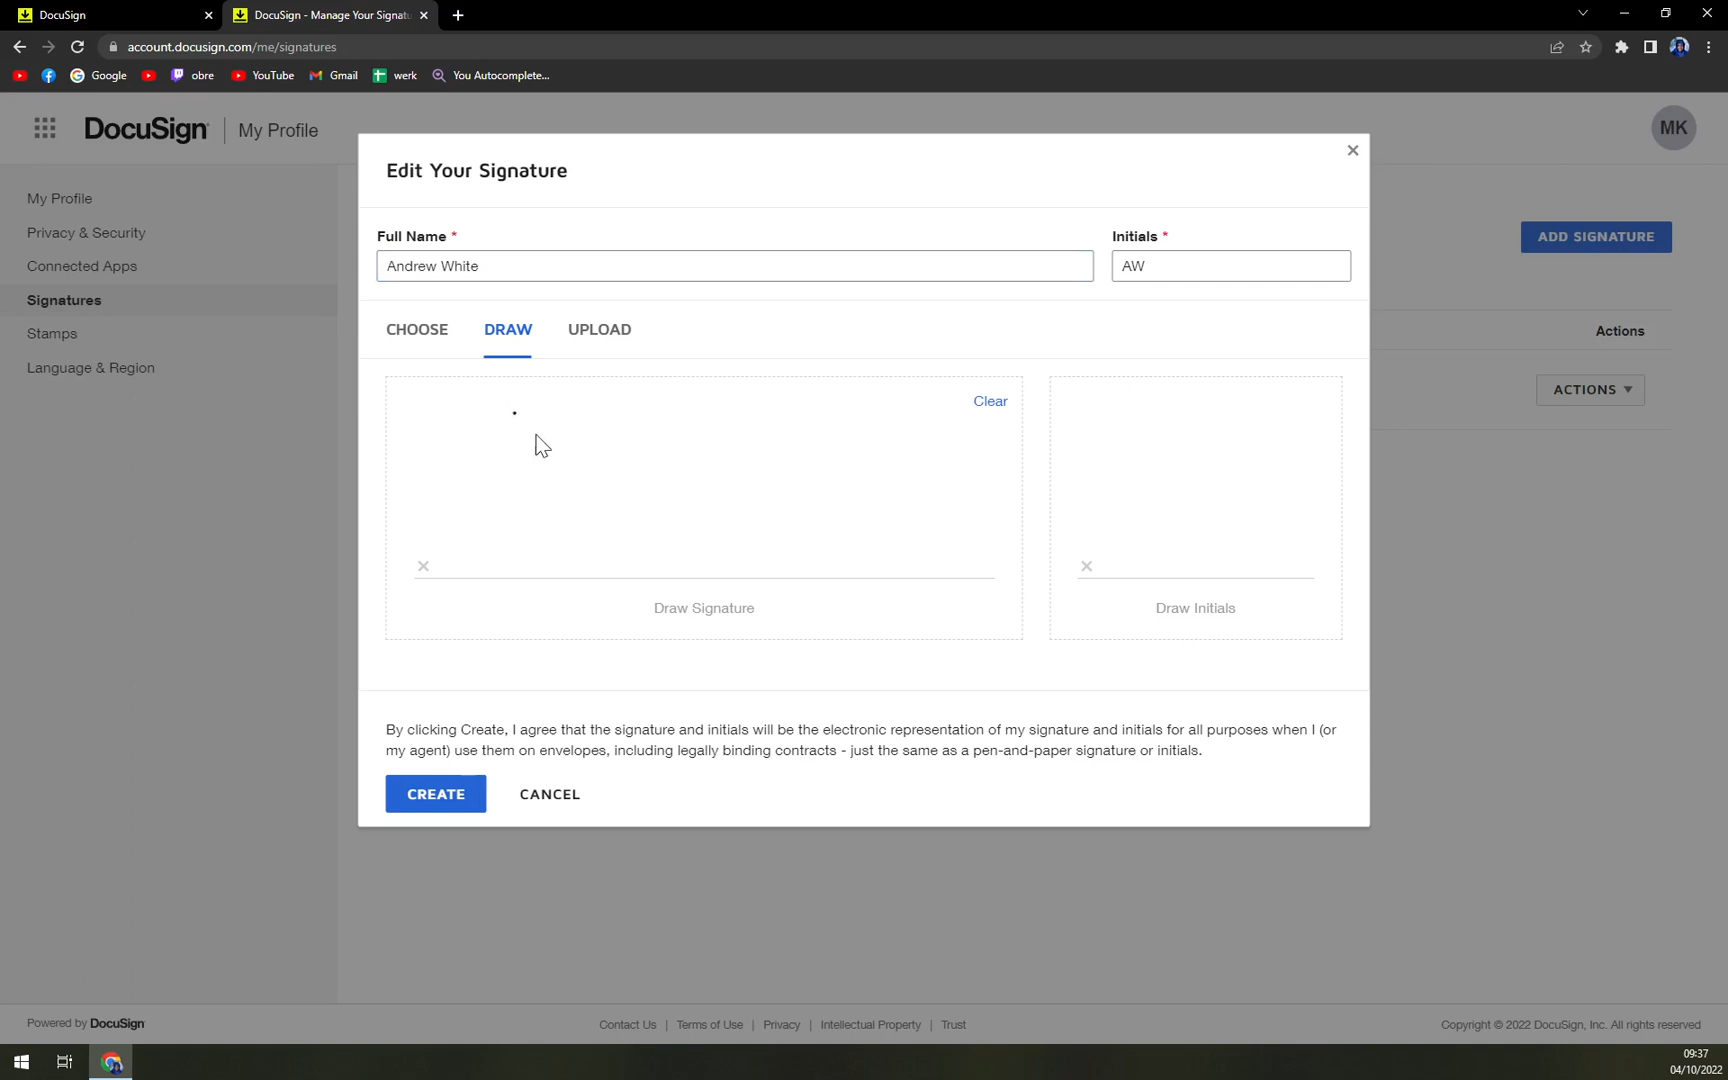 DocuSign
DocuSign - Manage Your Signatu
account.docusign.com/me/signatures
Google
obre
YouTube
Gmail
werk
You Autocomplete...
DocuSign
My Profile
MK
My Profile
Privacy & Security
Connected Apps
Signatures
Stamps
Language & Region
ADD SIGNATURE
Actions
ACTIONS
Edit Your Signature
Full Name *
Initials *
Andrew White
AW
CHOOSE
DRAW
UPLOAD
Clear
Draw Signature
Draw Initials
By clicking Create, I agree that the signature and initials will be the electronic representation of my signature and initials for all purposes when I (or
my agent) use them on envelopes, including legally binding contracts - just the same as a pen-and-paper signature or initials.
CREATE
CANCEL
Powered by DocuSign
Contact Us | Terms of Use | Privacy | Intellectual Property | Trust
Copyright © 2022 DocuSign, Inc. All rights reserved
09:37
04/10/2022